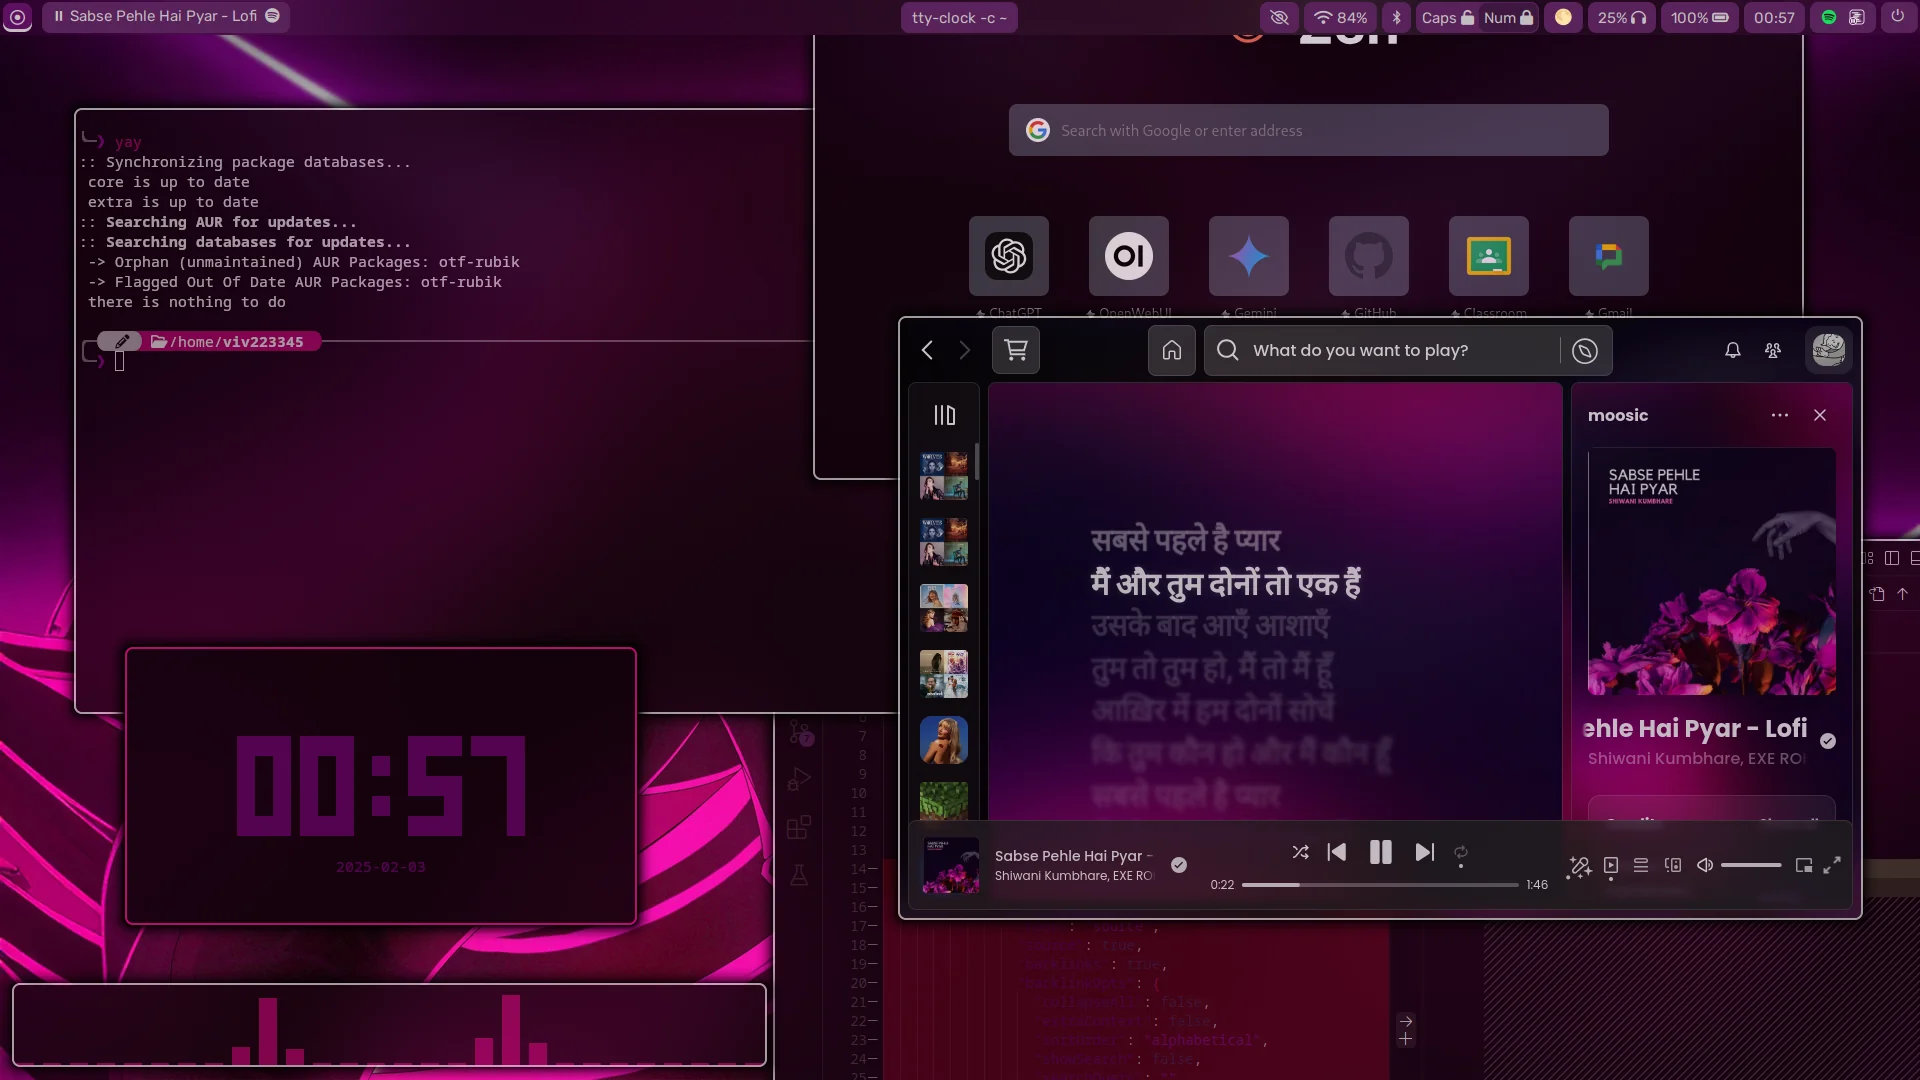 Sabse Pehle Hai Pyar - Lofi
tty-clock -c ~
84%
Caps
Num
25%
100%
00:57
yay
:: Synchronizing package databases...
core is up to date
extra is up to date
:: Searching AUR for updates...
:: Searching databases for updates...
-> Orphan (unmaintained) AUR Packages: otf-rubik
-> Flagged Out Of Date AUR Packages: otf-rubik
there is nothing to do
/home/viv223345
Search with Google or enter address
ChatGPT
OpenWebUI
Gemini
GitHub
Classroom
Gmail
What do you want to play?
moosic
SABSE PEHLE
HAI PYAR
SHIWANI KUMBHARE
सबसे पहले है प्यार
मैं और तुम दोनों तो एक हैं
उसके बाद आएँ आशाएँ
तुम तो तुम हो, मैं तो मैं हूँ
आख़िर में हम दोनों सोचें
कि तुम कौन हो और मैं कौन हूँ
सबसे पहले है प्यार
ehle Hai Pyar - Lofi
Shiwani Kumbhare, EXE RO
Sabse Pehle Hai Pyar -
Shiwani Kumbhare, EXE RO
0:22
1:46
00:57
2025-02-03
7
8
9
10
11
12
13
14
15
16
17
18
true,
19
true,
20
{
21
false,
22
false,
23
"alphabetical",
24
false,
25